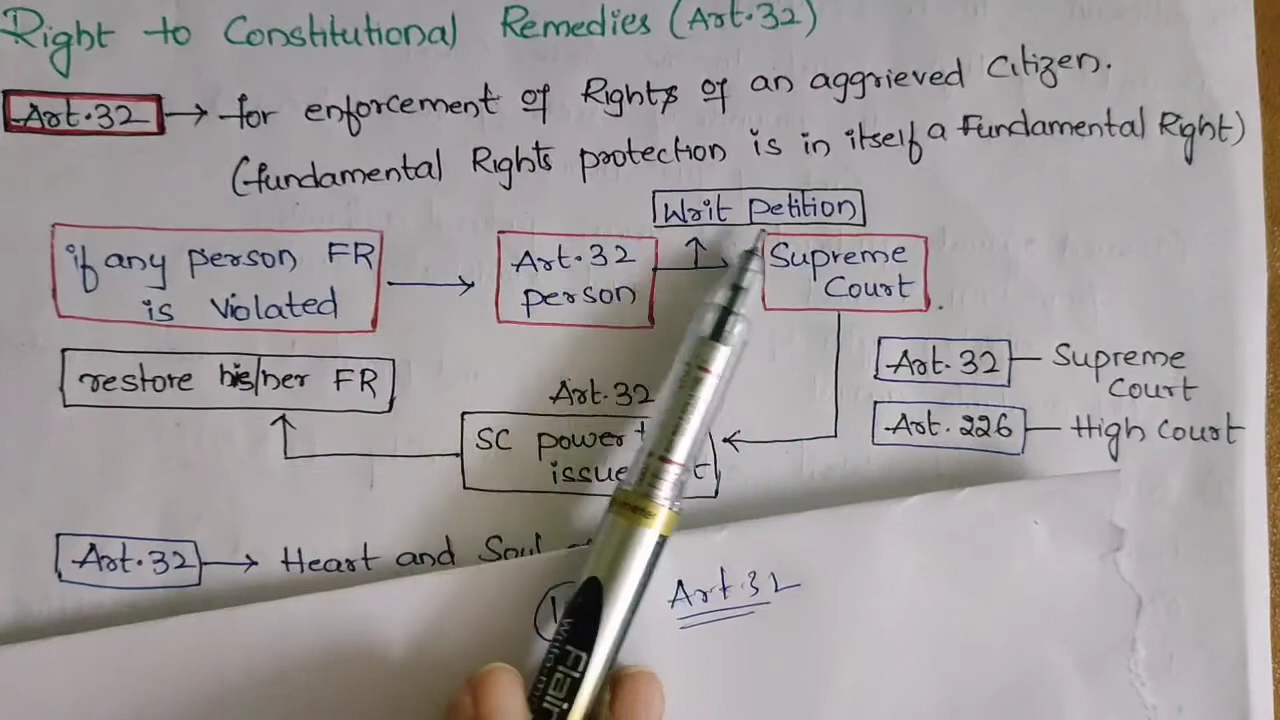 Right to Constitutional Remedies (Art.32)
Art.32 → for enforcement of Rights of an aggrieved Citizen.
(fundamental Rights protection is in itself a Fundamental Right)
Writ petition
if any person FR
is violated
Art.32
person
Supreme
Court
restore his/her FR
Art.32
SC power
issue
Art.32 — Supreme
Court
Art.226 — High Court
Art.32 → Heart and Soul
Art.32
Flair